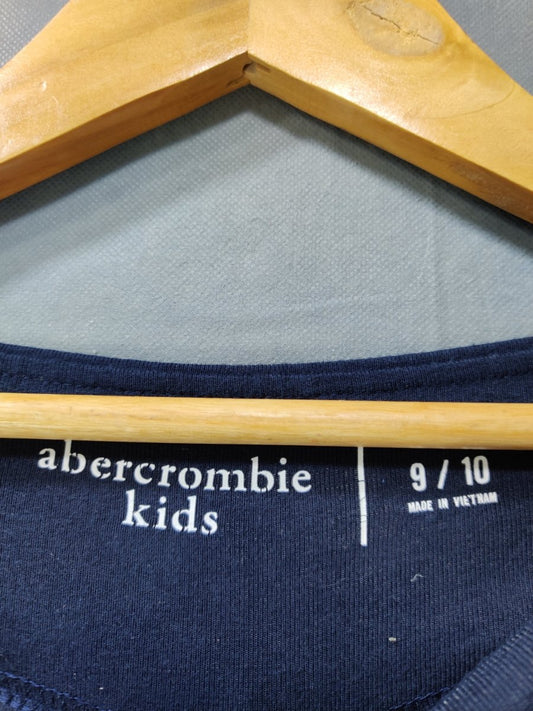 abercrombie
kids
9 / 10
MADE IN VIETNAM